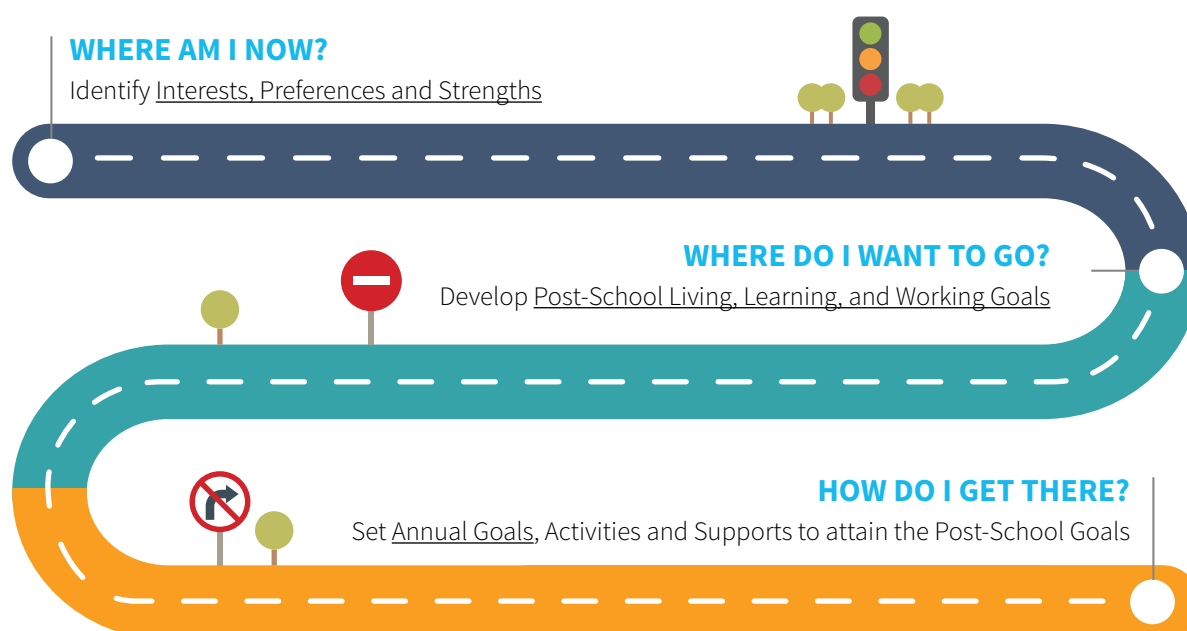 WHERE AM I NOW?
Identify Interests, Preferences and Strengths
WHERE DO I WANT TO GO?
Develop Post-School Living, Learning, and Working Goals
HOW DO I GET THERE?
Set Annual Goals, Activities and Supports to attain the Post-School Goals